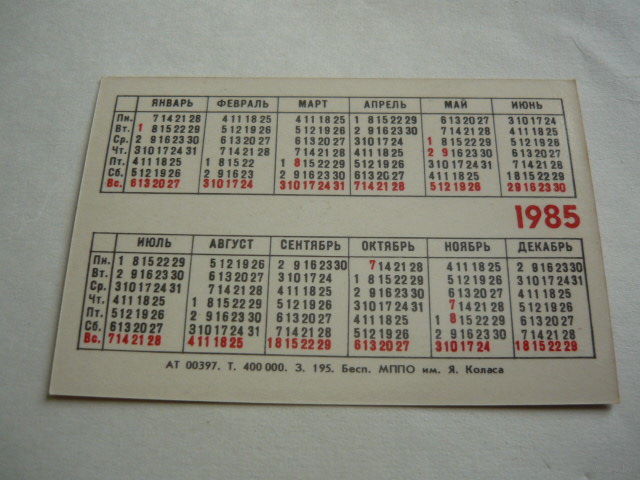 ЯНВАРЬ ФЕВРАЛЬ МАРТ АПРЕЛЬ МАЙ ИЮНЬ
Пн. 7 14 21 28 4 11 18 25 4 11 18 25 1 8 15 22 29 6 13 20 27 3 10 17 24
Вт. 1 8 15 22 29 5 12 19 26 5 12 19 26 2 9 16 23 30 7 14 21 28 4 11 18 25
Ср. 2 9 16 23 30 6 13 20 27 6 13 20 27 3 10 17 24 1 8 15 22 29 5 12 19 26
Чт. 3 10 17 24 31 7 14 21 28 7 14 21 28 4 11 18 25 2 9 16 23 30 6 13 20 27
Пт. 4 11 18 25 1 8 15 22 1 8 15 22 29 5 12 19 26 3 10 17 24 31 7 14 21 28
Сб. 5 12 19 26 2 9 16 23 2 9 16 23 30 6 13 20 27 4 11 18 25 1 8 15 22 29
Вс. 6 13 20 27 3 10 17 24 3 10 17 24 31 7 14 21 28 5 12 19 26 2 9 16 23 30
1985
ИЮЛЬ АВГУСТ СЕНТЯБРЬ ОКТЯБРЬ НОЯБРЬ ДЕКАБРЬ
Пн. 1 8 15 22 29 5 12 19 26 2 9 16 23 30 7 14 21 28 4 11 18 25 2 9 16 23 30
Вт. 2 9 16 23 30 6 13 20 27 3 10 17 24 1 8 15 22 29 5 12 19 26 3 10 17 24 31
Ср. 3 10 17 24 31 7 14 21 28 4 11 18 25 2 9 16 23 30 6 13 20 27 4 11 18 25
Чт. 4 11 18 25 1 8 15 22 29 5 12 19 26 3 10 17 24 31 7 14 21 28 5 12 19 26
Пт. 5 12 19 26 2 9 16 23 30 6 13 20 27 4 11 18 25 1 8 15 22 29 6 13 20 27
Сб. 6 13 20 27 3 10 17 24 31 7 14 21 28 5 12 19 26 2 9 16 23 30 7 14 21 28
Вс. 7 14 21 28 4 11 18 25 1 8 15 22 29 6 13 20 27 3 10 17 24 1 8 15 22 29
АТ 00397. Т. 400 000. З. 195. Бесп. МППО им. Я. Коласа